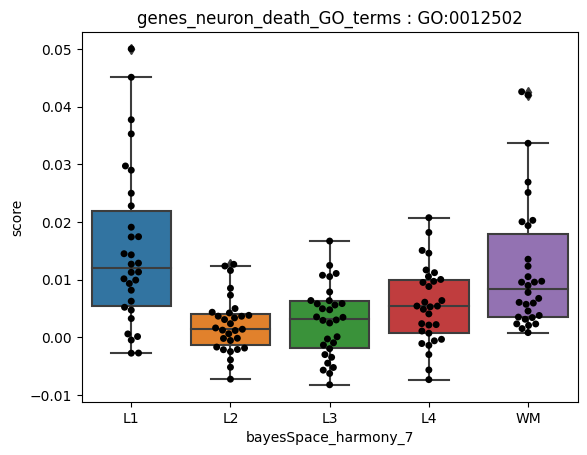 genes_neuron_death_GO_terms : GO:0012502
0.05
0.04
0.03
0.02
0.01
0.00
−0.01
score
L1 L2 L3 L4 WM
bayesSpace_harmony_7